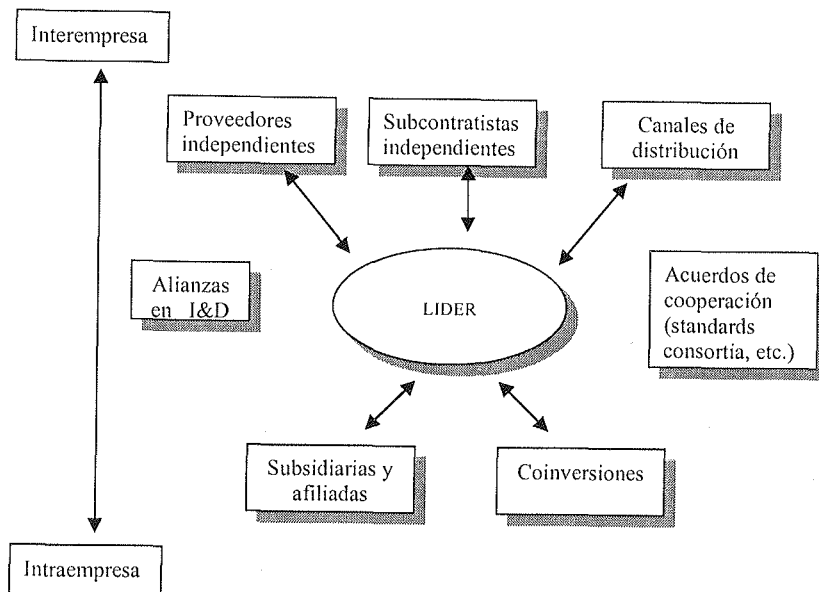 Interempresa
Proveedores
independientes
Subcontratistas
independientes
Canales de
distribución
Alianzas
en I&D
LIDER
Acuerdos de
cooperación
(standards
consortía, etc.)
Subsidiarias y
afiliadas
Coinversiones
Intraempresa